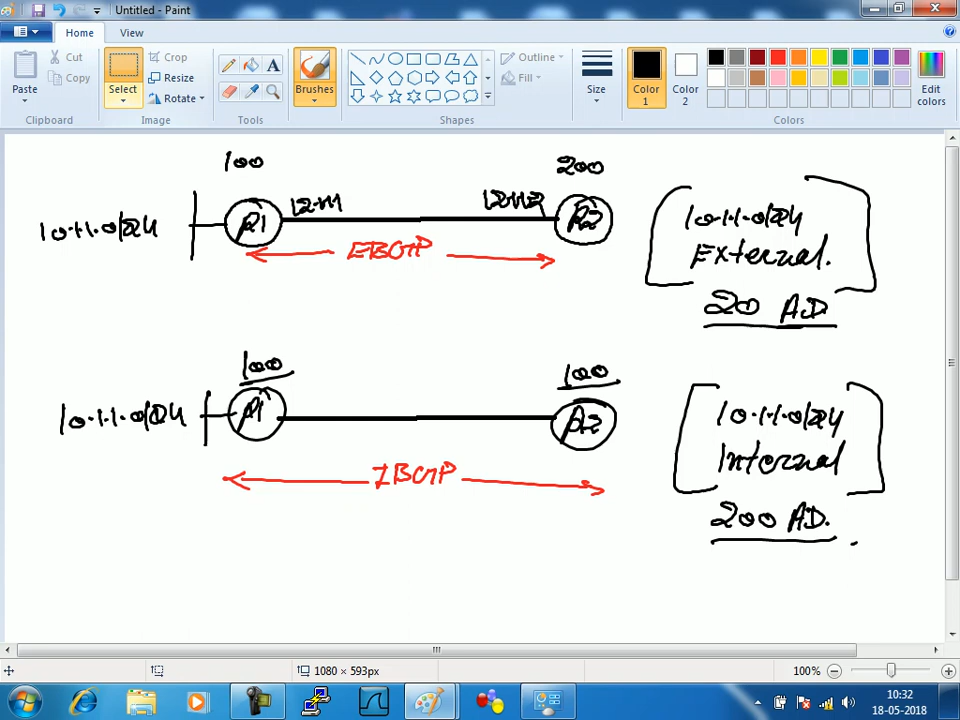 Untitled - Paint
Home
View
Paste
Cut
Copy
Clipboard
Select
Crop
Resize
Rotate
Image
Tools
Brushes
Shapes
Outline
Fill
Size
Color 1
Color 2
Edit colors
Colors
100
200
10.1.1.0/24
R1
R2
EBGP
10.1.1.0/24
External.
20 AD
100
100
10.1.1.0/24
R1
R2
IBGP
10.1.1.0/24
Internal
200 AD.
1080 × 593px
100%
10:32
18-05-2018